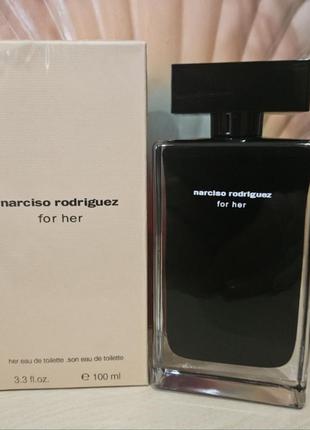 narciso rodriguez
for her
her eau de toilette .son eau de toilette
3.3 fl.oz. e 100 ml
narciso rodriguez
for her